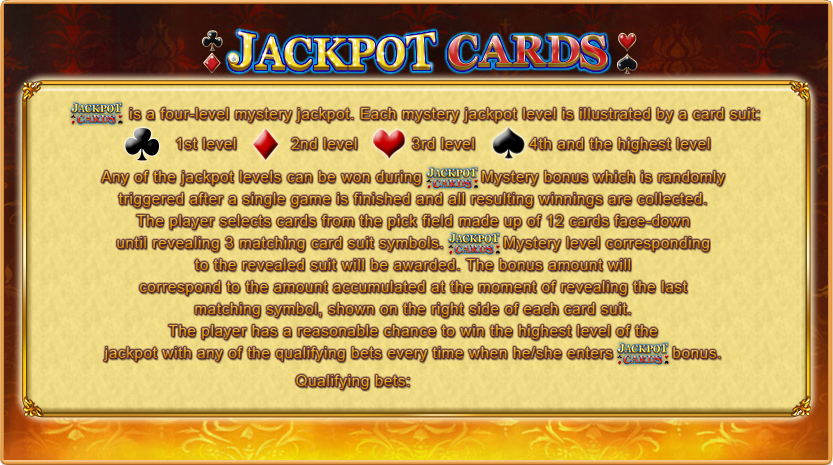 JACKPOT CARDS
JACKPOT CARDS is a four-level mystery jackpot. Each mystery jackpot level is illustrated by a card suit:
1st level 2nd level 3rd level 4th and the highest level
Any of the jackpot levels can be won during JACKPOT CARDS Mystery bonus which is randomly
triggered after a single game is finished and all resulting winnings are collected.
The player selects cards from the pick field made up of 12 cards face-down
until revealing 3 matching card suit symbols. JACKPOT CARDS Mystery level corresponding
to the revealed suit will be awarded. The bonus amount will
correspond to the amount accumulated at the moment of revealing the last
matching symbol, shown on the right side of each card suit.
The player has a reasonable chance to win the highest level of the
jackpot with any of the qualifying bets every time when he/she enters JACKPOT CARDS bonus.
Qualifying bets: